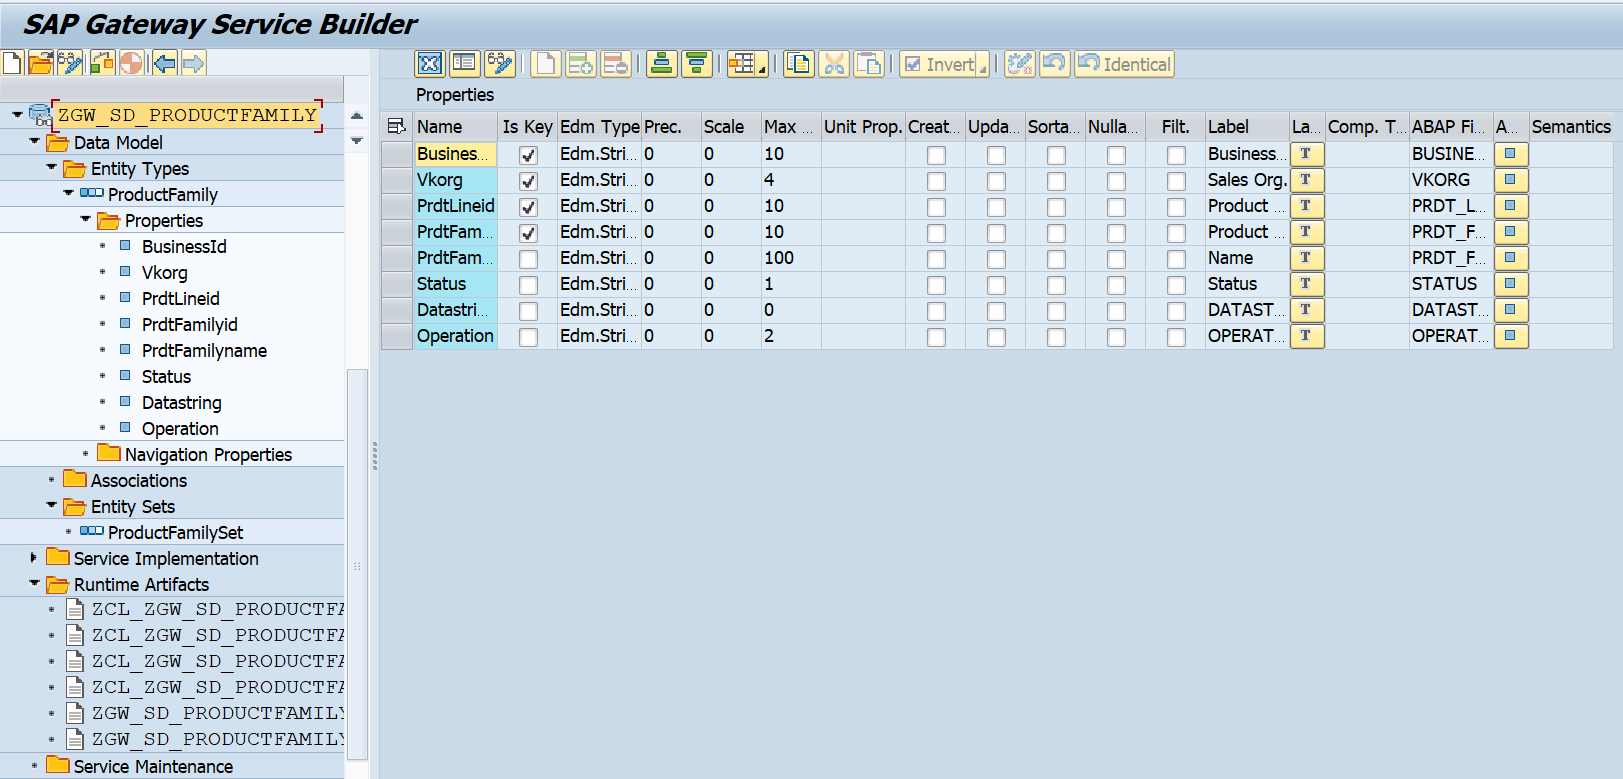 SAP Gateway Service Builder
Invert
Identical
ZGW_SD_PRODUCTFAMILY
Data Model
Entity Types
ProductFamily
Properties
BusinessId
Vkorg
PrdtLineid
PrdtFamilyid
PrdtFamilyname
Status
Datastring
Operation
Navigation Properties
Associations
Entity Sets
ProductFamilySet
Service Implementation
Runtime Artifacts
ZCL_ZGW_SD_PRODUCTFA
ZCL_ZGW_SD_PRODUCTFA
ZCL_ZGW_SD_PRODUCTFA
ZCL_ZGW_SD_PRODUCTFA
ZGW_SD_PRODUCTFAMILY
ZGW_SD_PRODUCTFAMILY
Service Maintenance
Properties
Name Is Key Edm Type Prec. Scale Max ... Unit Prop. Creat... Upda... Sorta... Nulla... Filt. Label La... Comp. T... ABAP Fi... A... Semantics
Busines... Edm.Stri... 0 0 10 Business... T BUSINE...
Vkorg Edm.Stri... 0 0 4 Sales Org. T VKORG
PrdtLineid Edm.Stri... 0 0 10 Product ... T PRDT_L...
PrdtFam... Edm.Stri... 0 0 10 Product ... T PRDT_F...
PrdtFam... Edm.Stri... 0 0 100 Name T PRDT_F...
Status Edm.Stri... 0 0 1 Status T STATUS
Datastri... Edm.Stri... 0 0 0 DATAST... T DATAST...
Operation Edm.Stri... 0 0 2 OPERAT... T OPERAT...